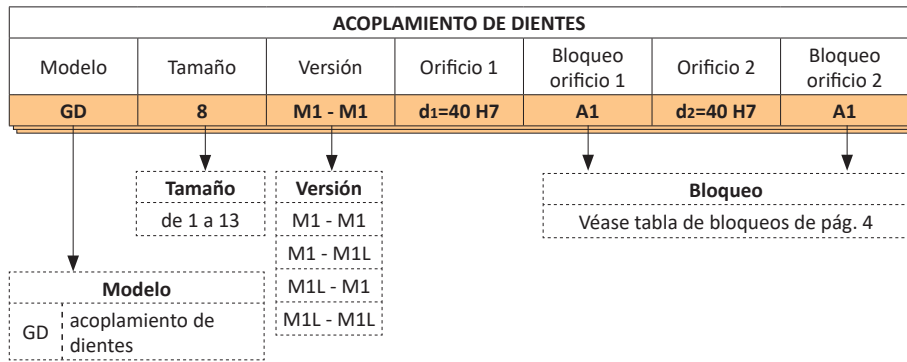 ACOPLAMIENTO DE DIENTES
Modelo Tamaño Versión Orificio 1 Bloqueo orificio 1 Orificio 2 Bloqueo orificio 2
GD 8 M1 - M1 d1=40 H7 A1 d2=40 H7 A1
Tamaño
de 1 a 13
Versión
M1 - M1
M1 - M1L
M1L - M1
M1L - M1L
Bloqueo
Véase tabla de bloqueos de pág. 4
Modelo
GD acoplamiento de
dientes